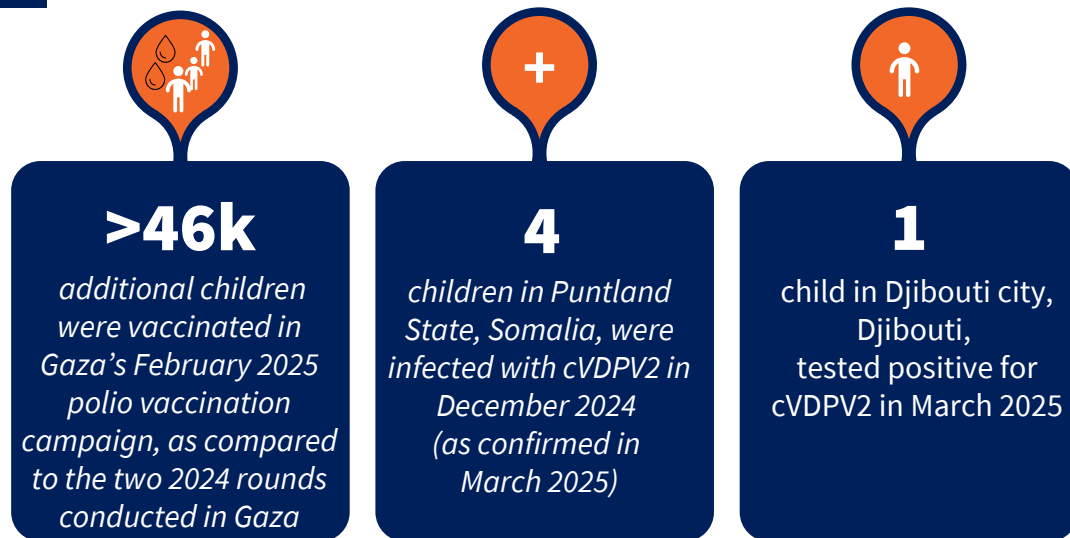 >46k
additional children
were vaccinated in
Gaza’s February 2025
polio vaccination
campaign, as compared
to the two 2024 rounds
conducted in Gaza
+
4
children in Puntland
State, Somalia, were
infected with cVDPV2 in
December 2024
(as confirmed in
March 2025)
1
child in Djibouti city,
Djibouti,
tested positive for
cVDPV2 in March 2025